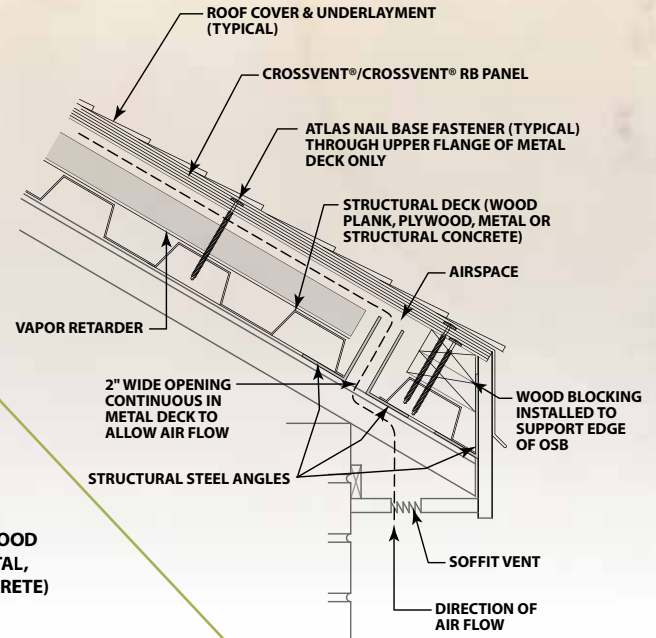 ROOF COVER & UNDERLAYMENT
(TYPICAL)
CROSSVENT®/CROSSVENT® RB PANEL
ATLAS NAIL BASE FASTENER (TYPICAL)
THROUGH UPPER FLANGE OF METAL
DECK ONLY
STRUCTURAL DECK (WOOD
PLANK, PLYWOOD, METAL OR
STRUCTURAL CONCRETE)
AIRSPACE
VAPOR RETARDER
2" WIDE OPENING
CONTINUOUS IN
METAL DECK TO
ALLOW AIR FLOW
WOOD BLOCKING
INSTALLED TO
SUPPORT EDGE
OF OSB
STRUCTURAL STEEL ANGLES
SOFFIT VENT
DIRECTION OF
AIR FLOW